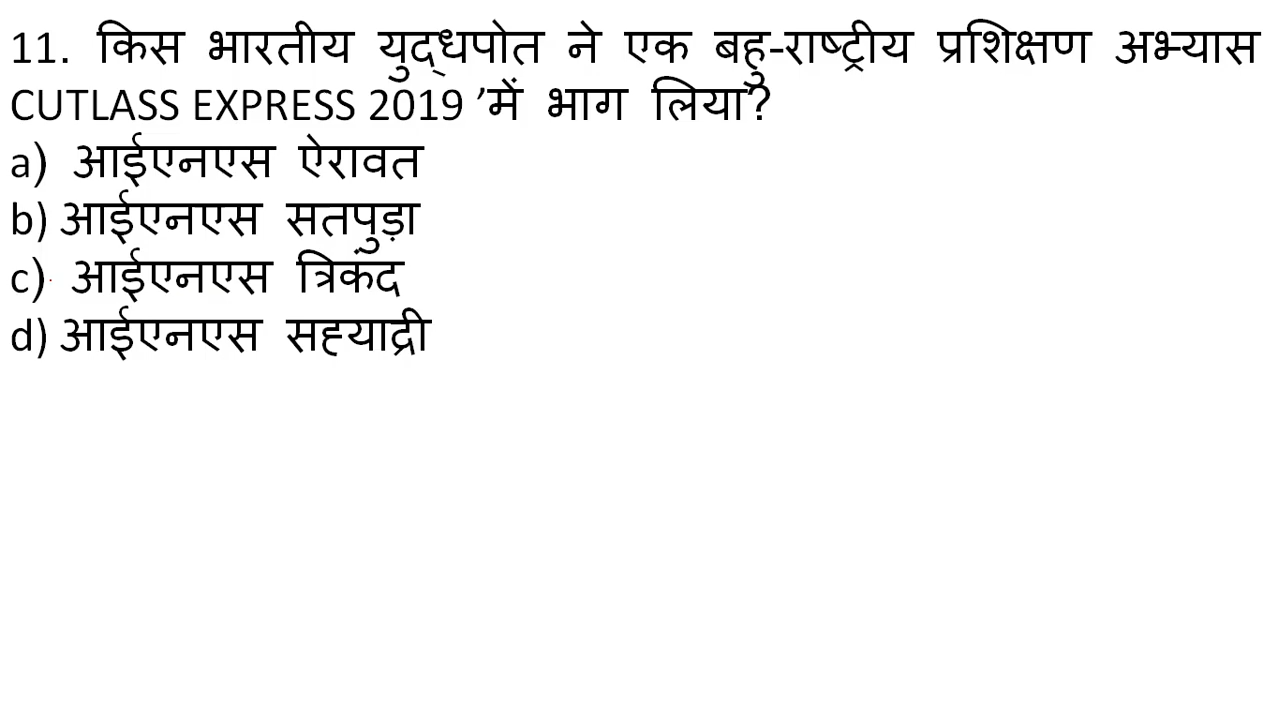 11. किस भारतीय युद्धपोत ने एक बहु-राष्ट्रीय प्रशिक्षण अभ्यास
CUTLASS EXPRESS 2019 ’में भाग लिया?
a) आईएनएस ऐरावत
b) आईएनएस सतपुड़ा
c) आईएनएस त्रिकंद
d) आईएनएस सह्याद्री